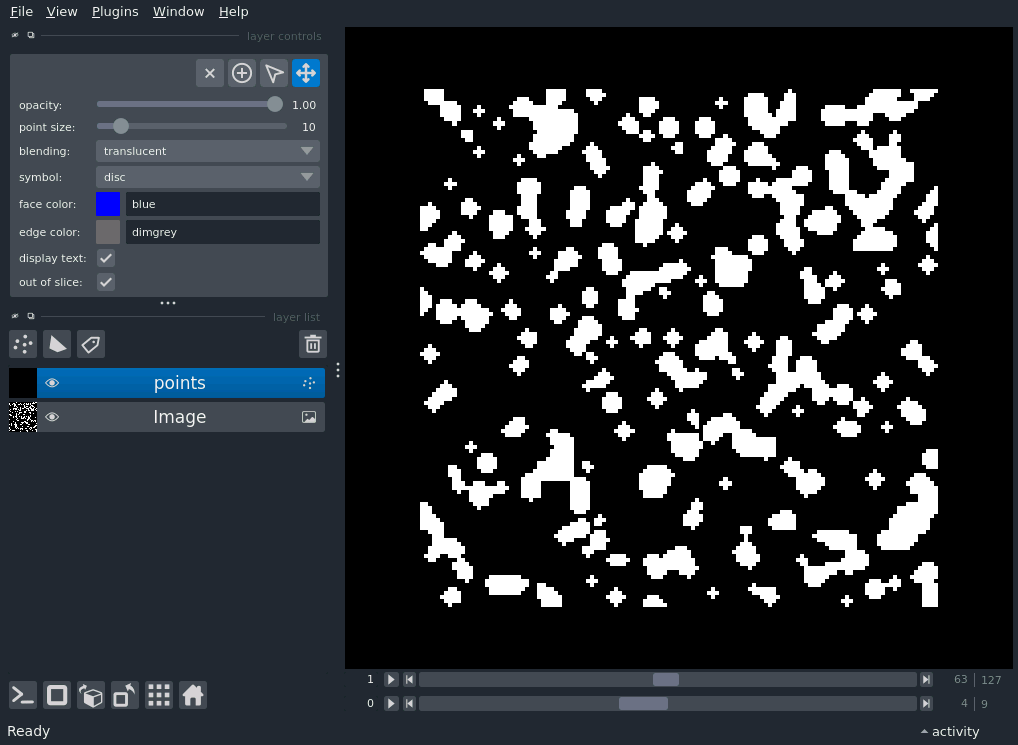 File View Plugins Window Help
layer controls
opacity: 1.00
point size: 10
blending: translucent
symbol: disc
face color: blue
edge color: dimgrey
display text:
out of slice:
layer list
points
Image
1 63 127
0 4 9
Ready activity